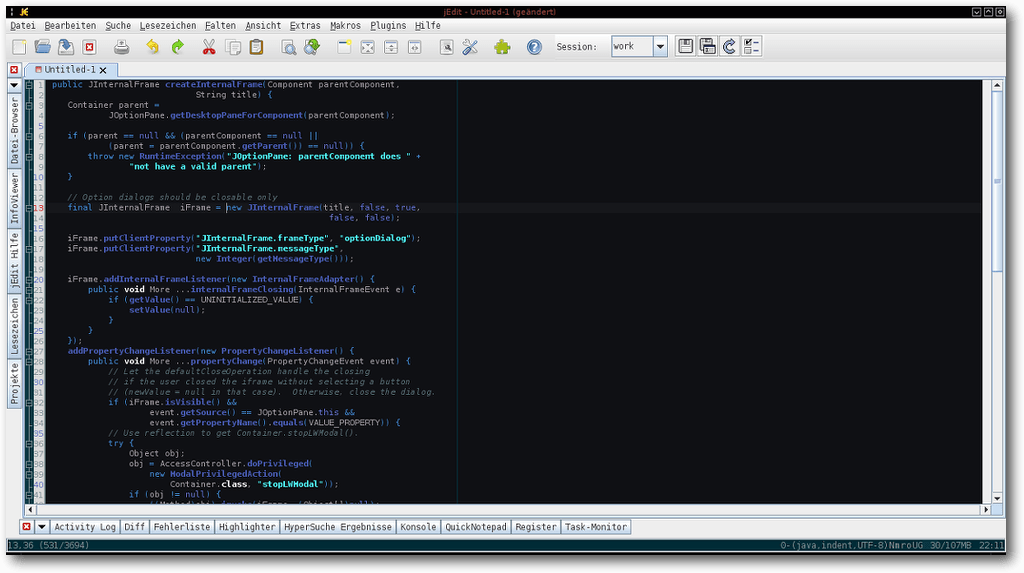 jEdit - Untitled-1 (geändert)
Datei Bearbeiten Suche Lesezeichen Falten Ansicht Extras Makros Plugins Hilfe
Session: work
Untitled-1
Datei-Browser
InfoViewer
jEdit Hilfe
Lesezeichen
Projekte
1 public JInternalFrame createInternalFrame(Component parentComponent,
2 String title) {
3 Container parent =
4 JOptionPane.getDesktopPaneForComponent(parentComponent);
5
6 if (parent == null && (parentComponent == null ||
7 (parent = parentComponent.getParent()) == null)) {
8 throw new RuntimeException("JOptionPane: parentComponent does " +
9 "not have a valid parent");
10 }
11
12 // Option dialogs should be closable only
13 final JInternalFrame iFrame = new JInternalFrame(title, false, true,
14 false, false);
15
16 iFrame.putClientProperty("JInternalFrame.frameType", "optionDialog");
17 iFrame.putClientProperty("JInternalFrame.messageType",
18 new Integer(getMessageType()));
19
20 iFrame.addInternalFrameListener(new InternalFrameAdapter() {
21 public void More ...internalFrameClosing(InternalFrameEvent e) {
22 if (getValue() == UNINITIALIZED_VALUE) {
23 setValue(null);
24 }
25 }
26 });
27 addPropertyChangeListener(new PropertyChangeListener() {
28 public void More ...propertyChange(PropertyChangeEvent event) {
29 // Let the defaultCloseOperation handle the closing
30 // if the user closed the iframe without selecting a button
31 // (newValue = null in that case). Otherwise, close the dialog.
32 if (iFrame.isVisible() &&
33 event.getSource() == JOptionPane.this &&
34 event.getPropertyName().equals(VALUE_PROPERTY)) {
35 // Use reflection to get Container.stopLWModal().
36 try {
37 Object obj;
38 obj = AccessController.doPrivileged(
39 new ModalPrivilegedAction(
40 Container.class, "stopLWModal"));
41 if (obj != null) {
Activity Log Diff Fehlerliste Highlighter HyperSuche Ergebnisse Konsole QuickNotepad Register Task-Monitor
13,36 (531/3694) 0-(java,indent,UTF-8)NmroUG 30/107MB 22:11